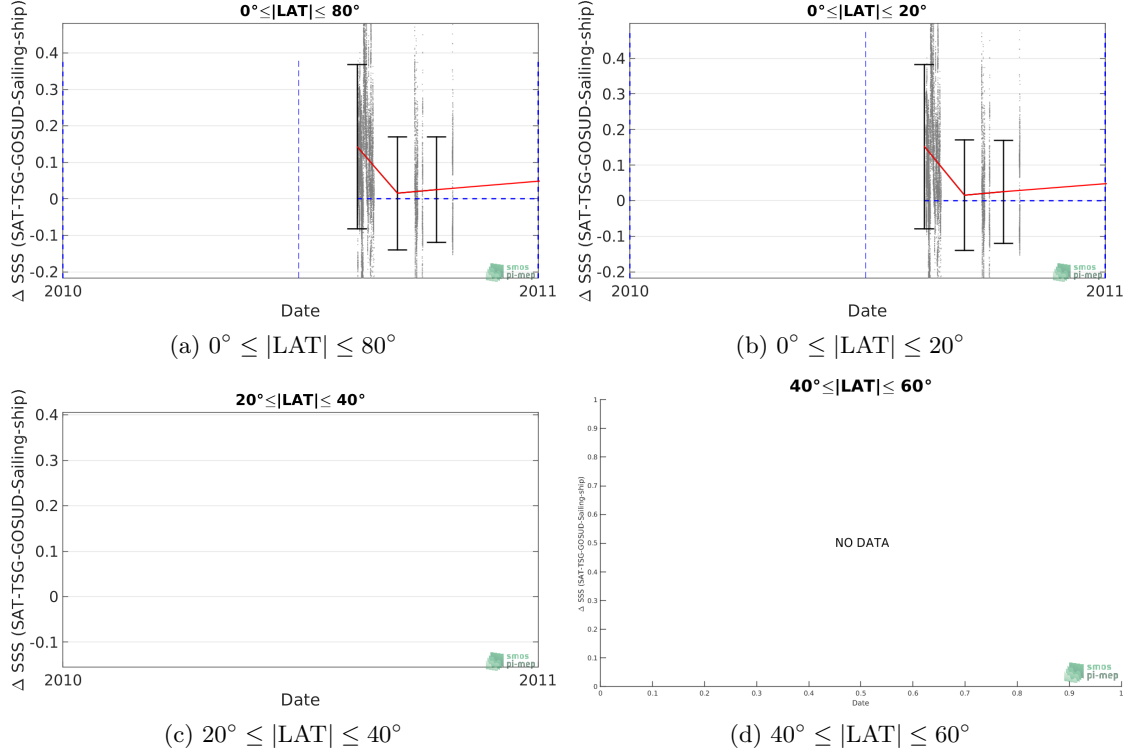 0°≤|LAT|≤ 80°
Δ SSS (SAT-TSG-GOSUD-Sailing-ship)
0.4
0.3
0.2
0.1
0
-0.1
-0.2
2010
2011
Date
smos
pi-mep
(a) 0° ≤ |LAT| ≤ 80°
0°≤|LAT|≤ 20°
Δ SSS (SAT-TSG-GOSUD-Sailing-ship)
0.4
0.3
0.2
0.1
0
-0.1
-0.2
2010
2011
Date
smos
pi-mep
(b) 0° ≤ |LAT| ≤ 20°
20°≤|LAT|≤ 40°
Δ SSS (SAT-TSG-GOSUD-Sailing-ship)
0.4
0.3
0.2
0.1
0
-0.1
2010
2011
Date
smos
pi-mep
(c) 20° ≤ |LAT| ≤ 40°
40°≤|LAT|≤ 60°
Δ SSS (SAT-TSG-GOSUD-Sailing-ship)
1
0.9
0.8
0.7
0.6
0.5
0.4
0.3
0.2
0.1
0
NO DATA
0 0.1 0.2 0.3 0.4 0.5 0.6 0.7 0.8 0.9 1
Date
smos
pi-mep
(d) 40° ≤ |LAT| ≤ 60°